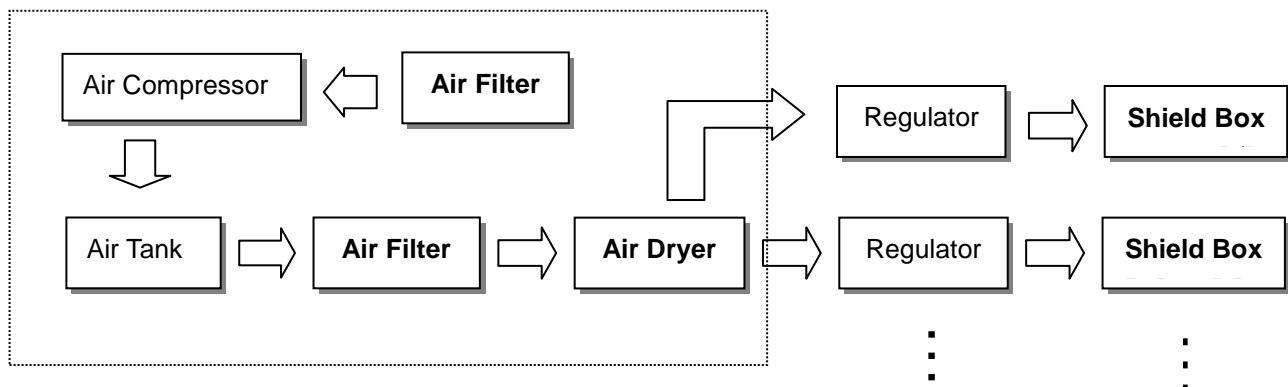 Air Compressor
Air Filter
Regulator
Shield Box
Air Tank
Air Filter
Air Dryer
Regulator
Shield Box